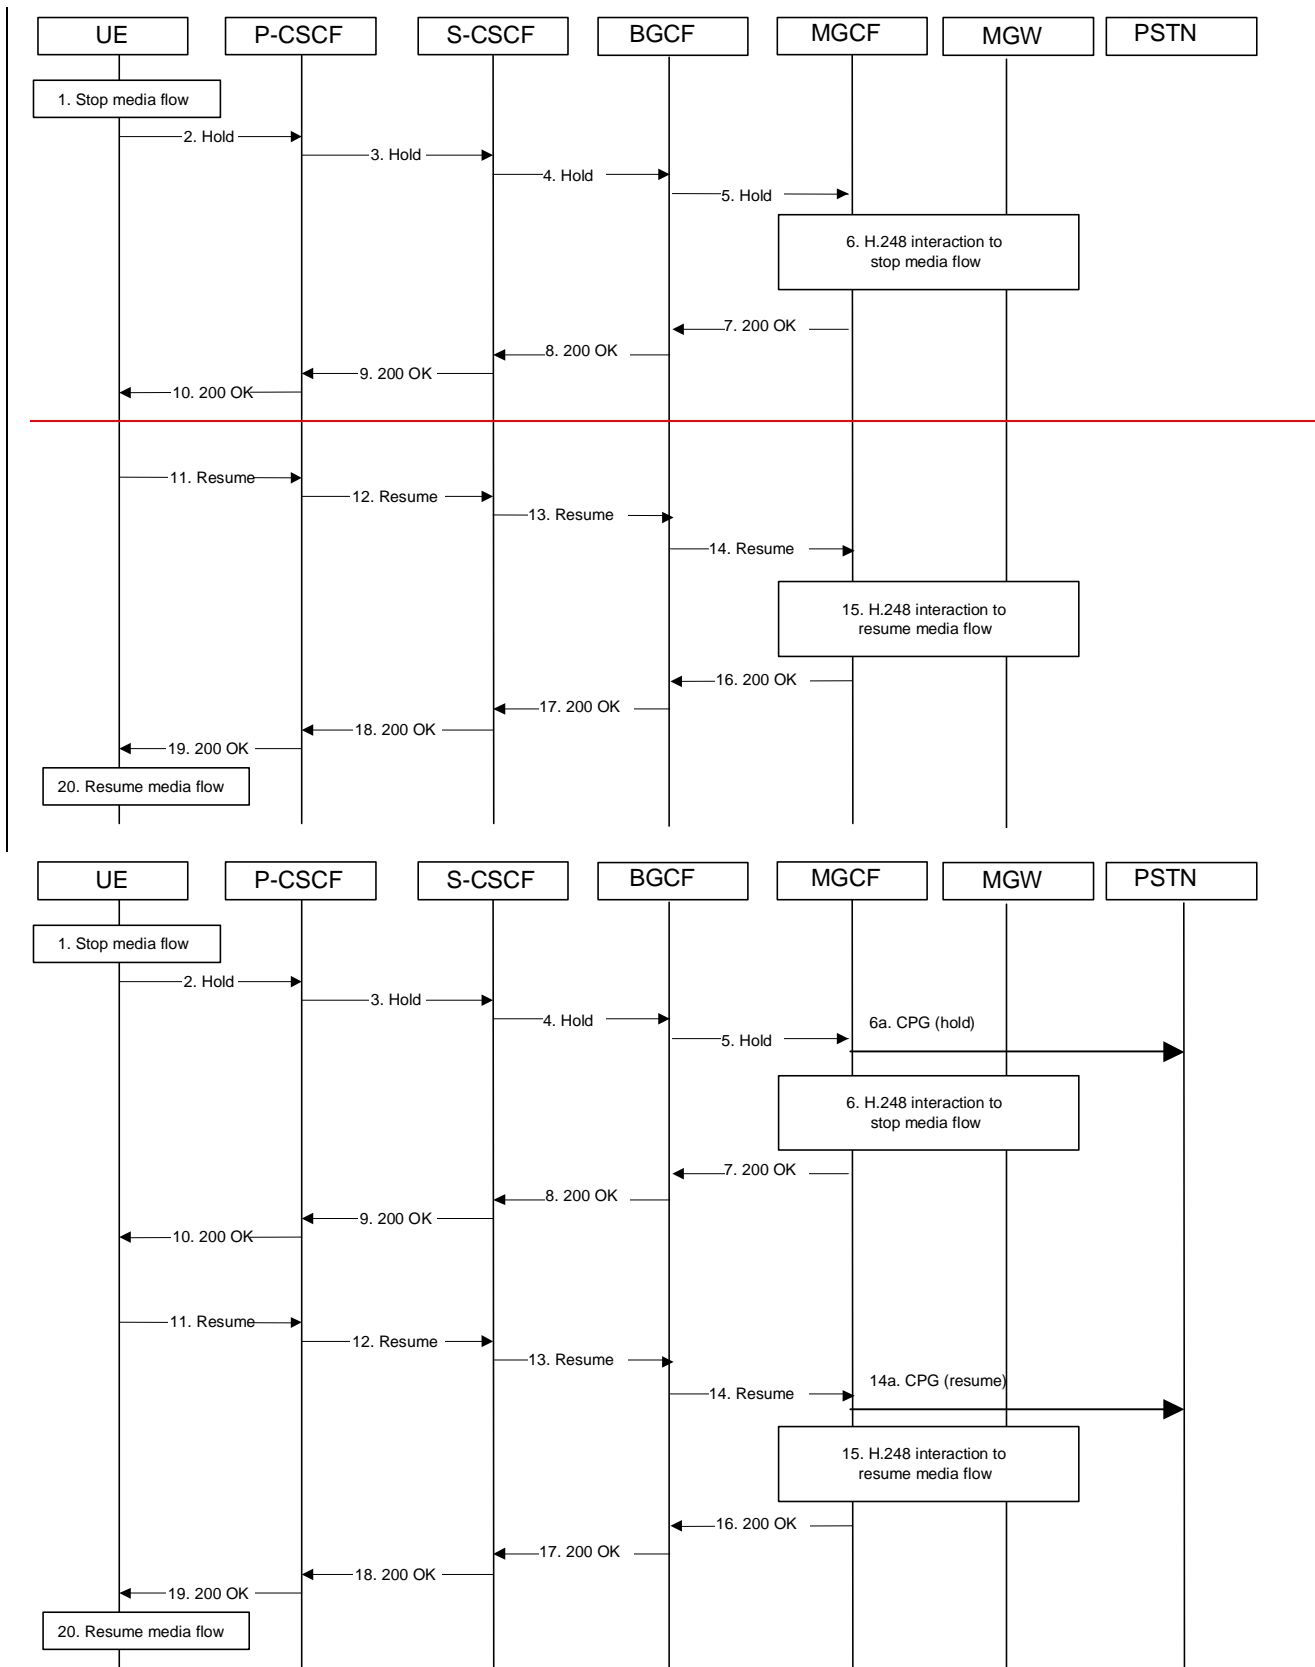 UE P-CSCF S-CSCF BGCF MGCF MGW PSTN
1. Stop media flow
2. Hold
3. Hold
4. Hold
5. Hold
6. H.248 interaction to
stop media flow
7. 200 OK
8. 200 OK
9. 200 OK
10. 200 OK
11. Resume
12. Resume
13. Resume
14. Resume
15. H.248 interaction to
resume media flow
16. 200 OK
17. 200 OK
18. 200 OK
19. 200 OK
20. Resume media flow
UE P-CSCF S-CSCF BGCF MGCF MGW PSTN
1. Stop media flow
2. Hold
3. Hold
4. Hold
6a. CPG (hold)
5. Hold
6. H.248 interaction to
stop media flow
7. 200 OK
8. 200 OK
9. 200 OK
10. 200 OK
11. Resume
12. Resume
13. Resume
14a. CPG (resume)
14. Resume
15. H.248 interaction to
resume media flow
16. 200 OK
17. 200 OK
18. 200 OK
19. 200 OK
20. Resume media flow